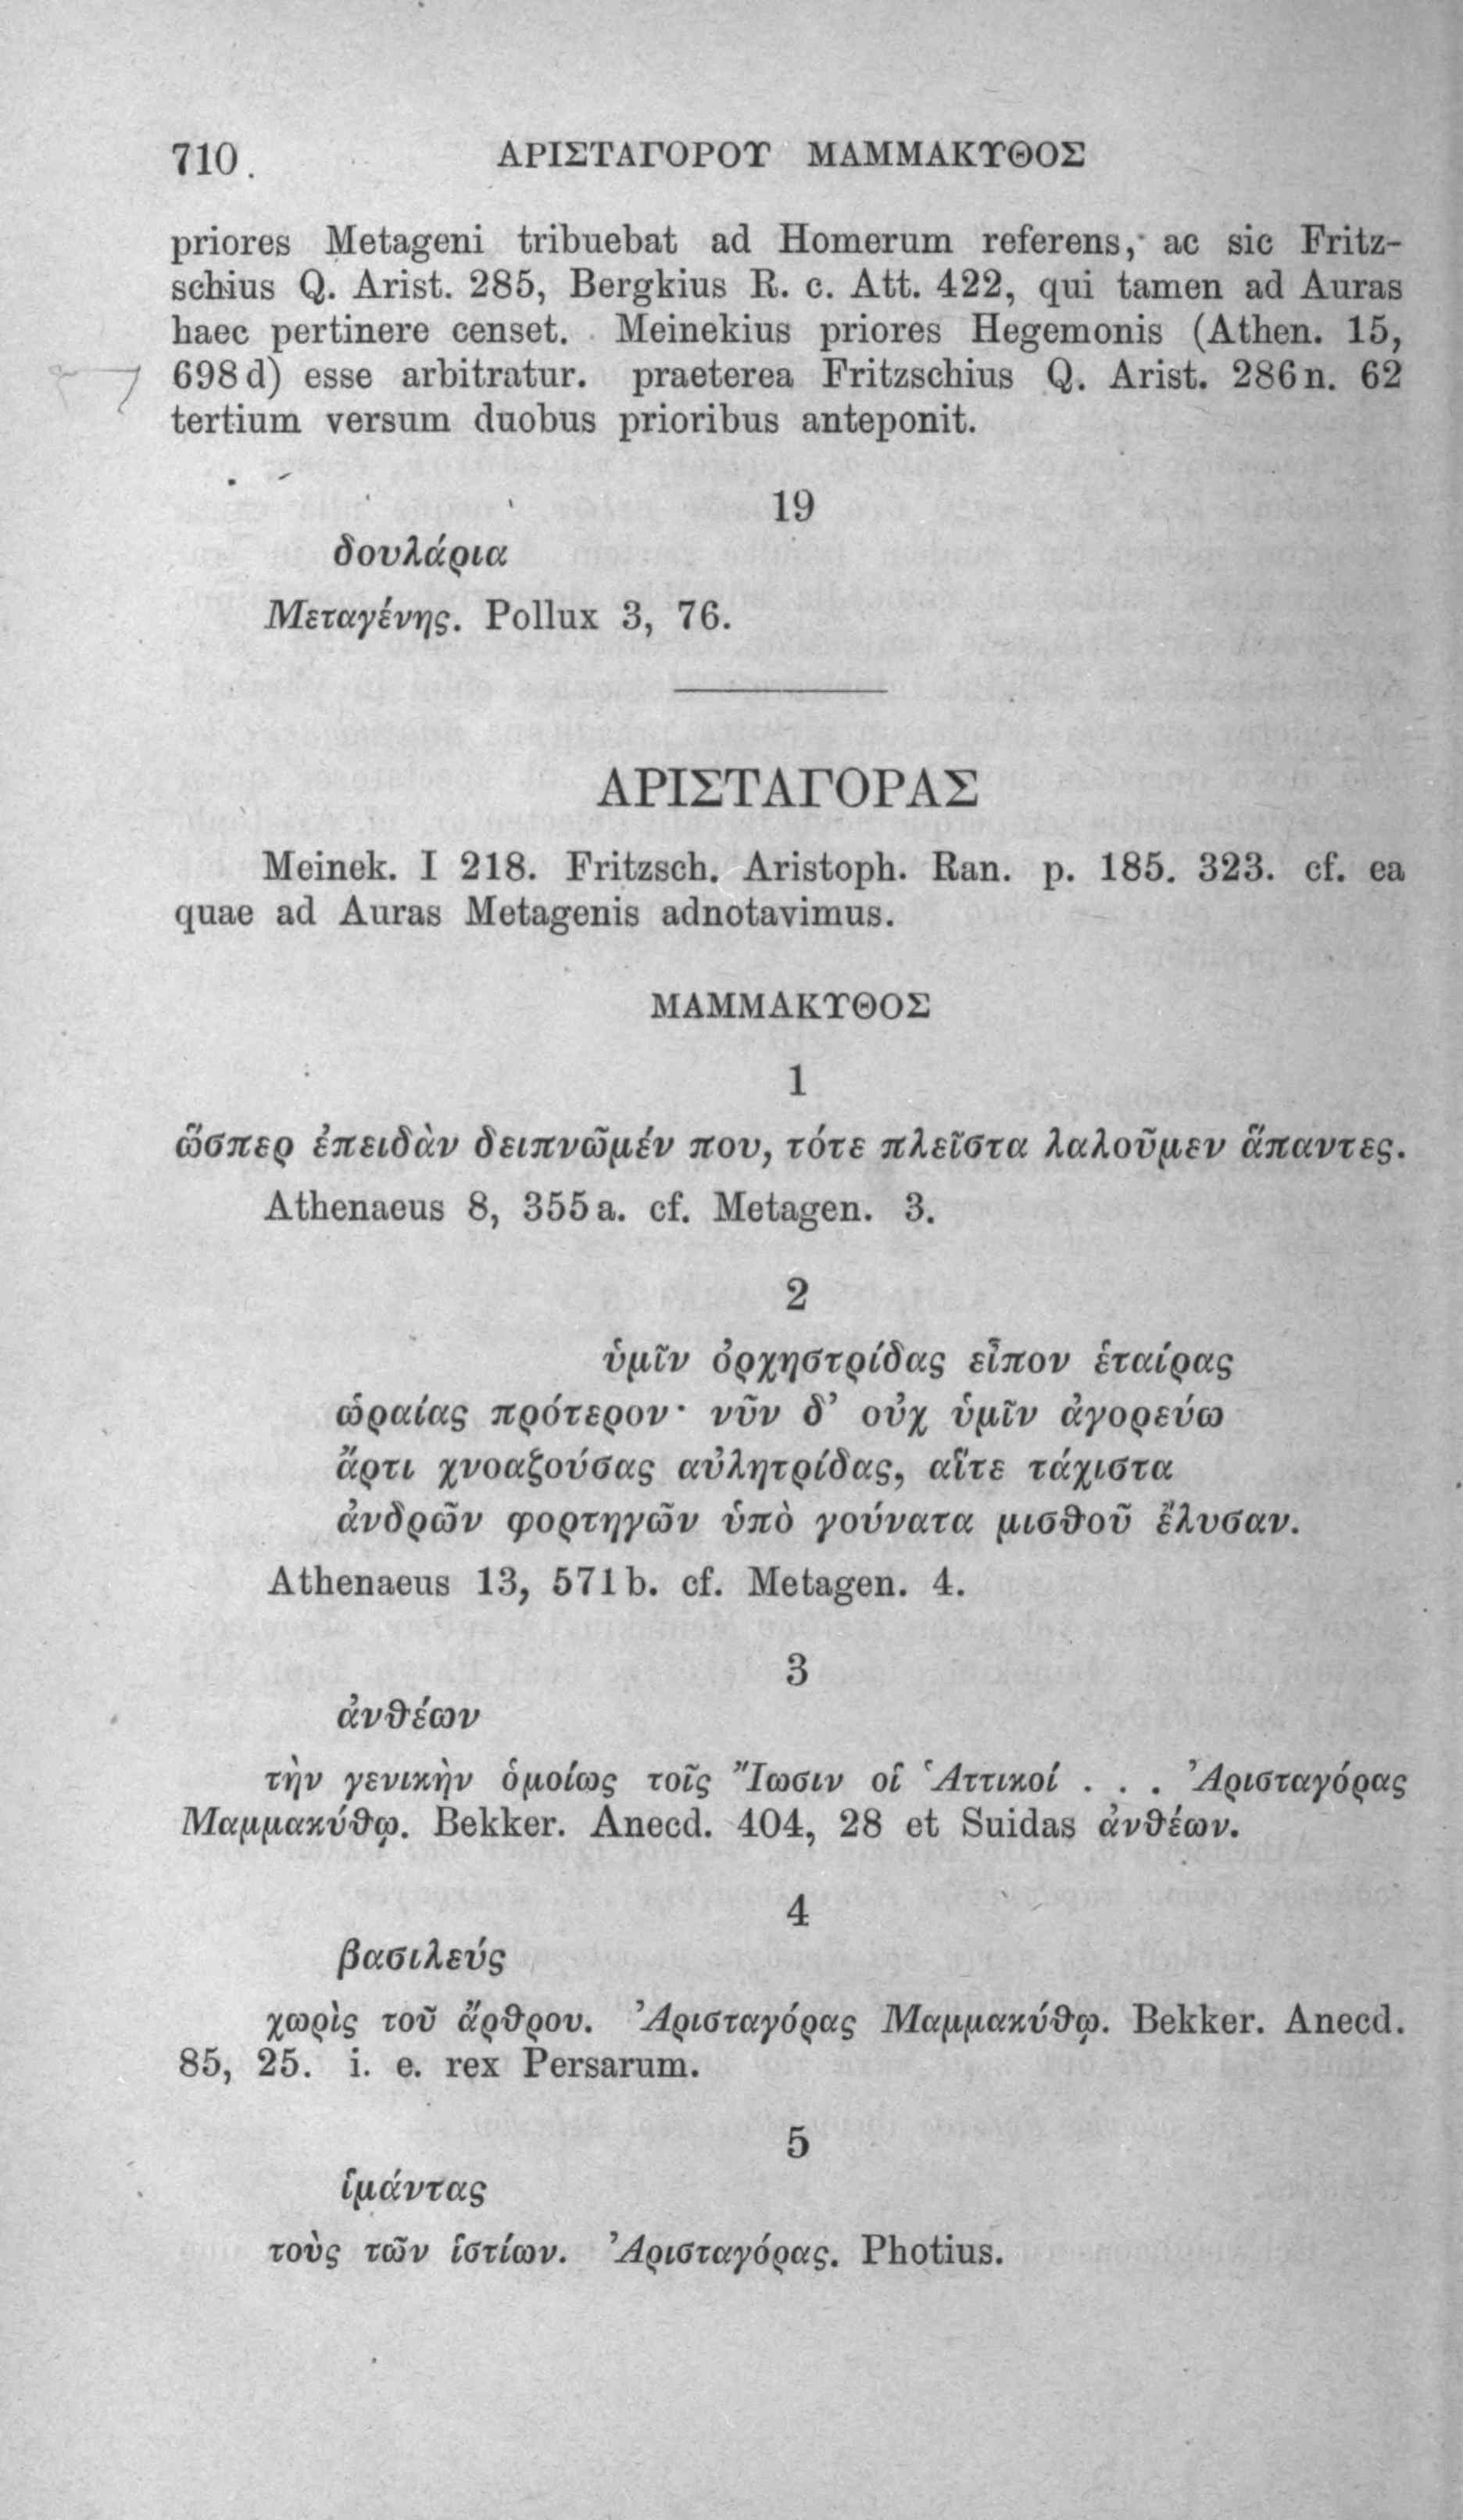 710. ΑΡΙΣΤΑΓΟΡΟΥ ΜΑΜΜΑΚΥΘΟΣ
priores Metageni tribuebat ad Homerum referens, ac sic Fritz-
schius Q. Arist. 285, Bergkius R. c. Att. 422, qui tamen ad Auras
haec pertinere censet. Meinekius priores Hegemonis (Athen. 15,
698 d) esse arbitratur. praeterea Fritzschius Q. Arist. 286 n. 62
tertium versum duobus prioribus anteponit.
19
δουλάρια
Μεταγένης. Pollux 3, 76.
ΑΡΙΣΤΑΓΟΡΑΣ
Meinek. I 218. Fritzsch. Aristoph. Ran. p. 185. 323. cf. ea
quae ad Auras Metagenis adnotavimus.
ΜΑΜΜΑΚΥΘΟΣ
1
ὥσπερ ἐπειδὰν δειπνῶμέν που, τότε πλεῖστα λαλοῦμεν ἅπαντες.
Athenaeus 8, 355 a. cf. Metagen. 3.
2
ὑμῖν ὀρχηστρίδας εἶπον ἑταίρας
ὡραίας πρότερον· νῦν δ’ οὐχ ὑμῖν ἀγορεύω
ἄρτι χνοαζούσας αὐλητρίδας, αἵτε τάχιστα
ἀνδρῶν φορτηγῶν ὑπὸ γούνατα μισθοῦ ἔλυσαν.
Athenaeus 13, 571 b. cf. Metagen. 4.
3
ἀνθέων
τὴν γενικὴν ὁμοίως τοῖς Ἴωσιν οἱ Ἀττικοί . . . Ἀρισταγόρας
Μαμμακύθῳ. Bekker. Anecd. 404, 28 et Suidas ἀνθέων.
4
βασιλεύς
χωρὶς τοῦ ἄρθρου. Ἀρισταγόρας Μαμμακύθῳ. Bekker. Anecd.
85, 25. i. e. rex Persarum.
5
ἱμάντας
τοὺς τῶν ἱστίων. Ἀρισταγόρας. Photius.